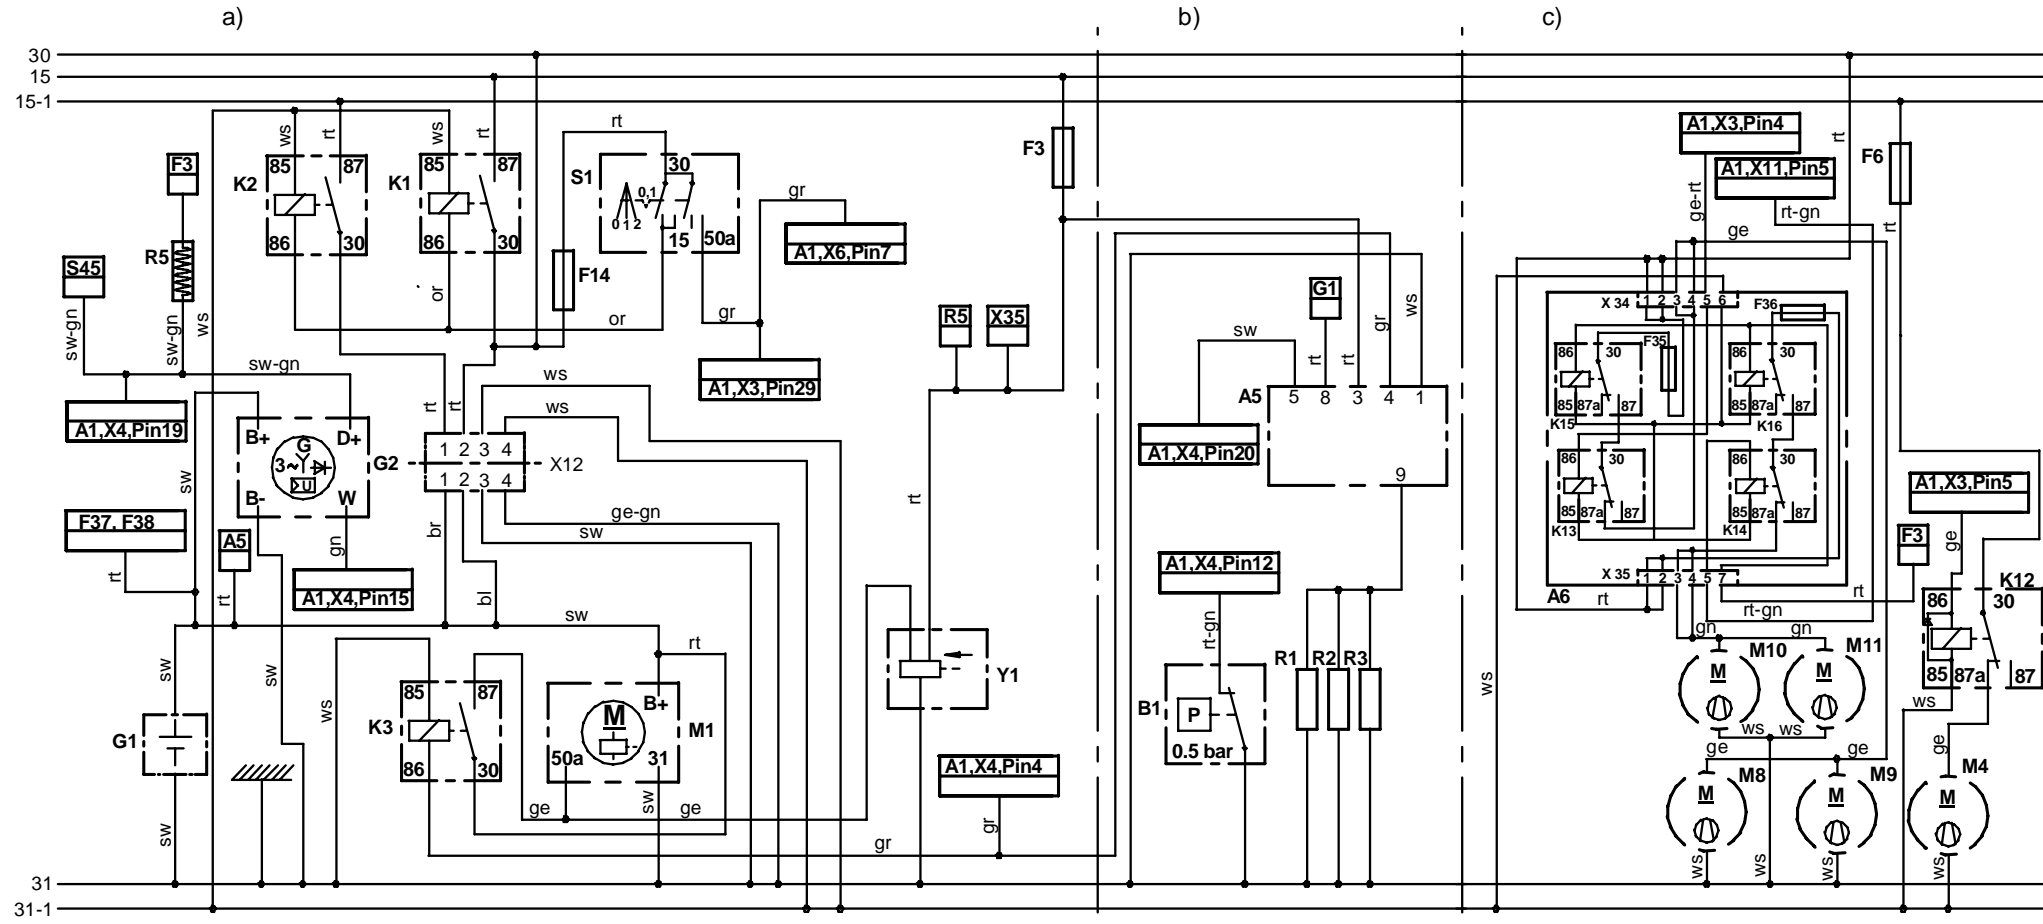 a)
b)
c)
30
15
15-1
ws
rt
ws
rt
rt
F3
A1,X3,Pin4
rt
F6
F3
85
87
K2
86
30
85
87
K1
86
30
S1
30
0,1
0 1 2
15
50a
gr
A1,X6,Pin7
ge-rt
A1,X11,Pin5
rt-gn
rt
ge
R5
S45
F14
sw-gn
sw-gn
ws
or
or
gr
R5
X35
G1
sw
rt
rt
gr
ws
X 34
1 2 3 4 5 6
F36
F35
86
30
85
87a
87
K15
86
30
85
87a
87
K16
sw-gn
A1,X4,Pin19
ws
ws
A1,X3,Pin29
A5
5 8 3 4 1
9
A1,X4,Pin20
rt
rt
B+
D+
G
3~
U
B-
W
G2
1 2 3 4
1 2 3 4
X12
sw
F37, F38
A5
gn
rt
rt
A1,X4,Pin15
br
bl
ge-gn
sw
rt
86
30
85
87a
87
K13
86
30
85
87a
87
K14
A1,X3,Pin5
F3
ge
A1,X4,Pin12
rt-gn
X 35
1 2 3 4 5 7
A6
rt
rt
rt-gn
gn
gn
K12
86
30
85
87a
87
sw
rt
sw
sw
ws
G1
85
87
K3
86
30
M
B+
50a
31
M1
Y1
B1
P
0.5 bar
R1
R2
R3
M10
M
M11
M
ws
ws
ws
ws
ge
ge
ge
A1,X4,Pin4
M8
M
M9
M
M4
M
sw
ge
sw
ge
gr
gr
ws
ws
ws
ws
31
31-1